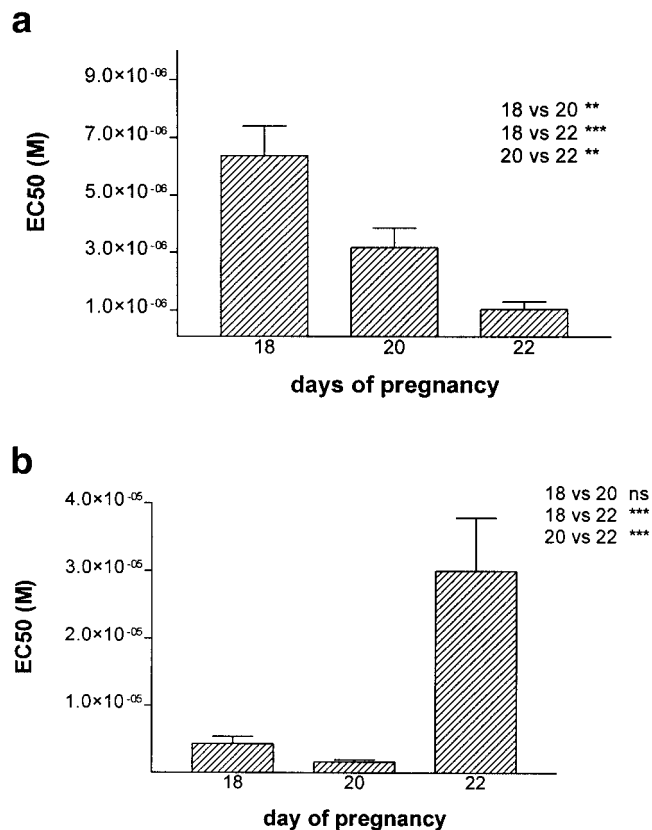 a
9.0×10⁻⁰⁶
7.0×10⁻⁰⁶
5.0×10⁻⁰⁶
3.0×10⁻⁰⁶
1.0×10⁻⁰⁶
EC50 (M)
18 vs 20 **
18 vs 22 ***
20 vs 22 **
18 20 22
days of pregnancy
b
4.0×10⁻⁰⁵
3.0×10⁻⁰⁵
2.0×10⁻⁰⁵
1.0×10⁻⁰⁵
EC50 (M)
18 vs 20 ns
18 vs 22 ***
20 vs 22 ***
18 20 22
day of pregnancy